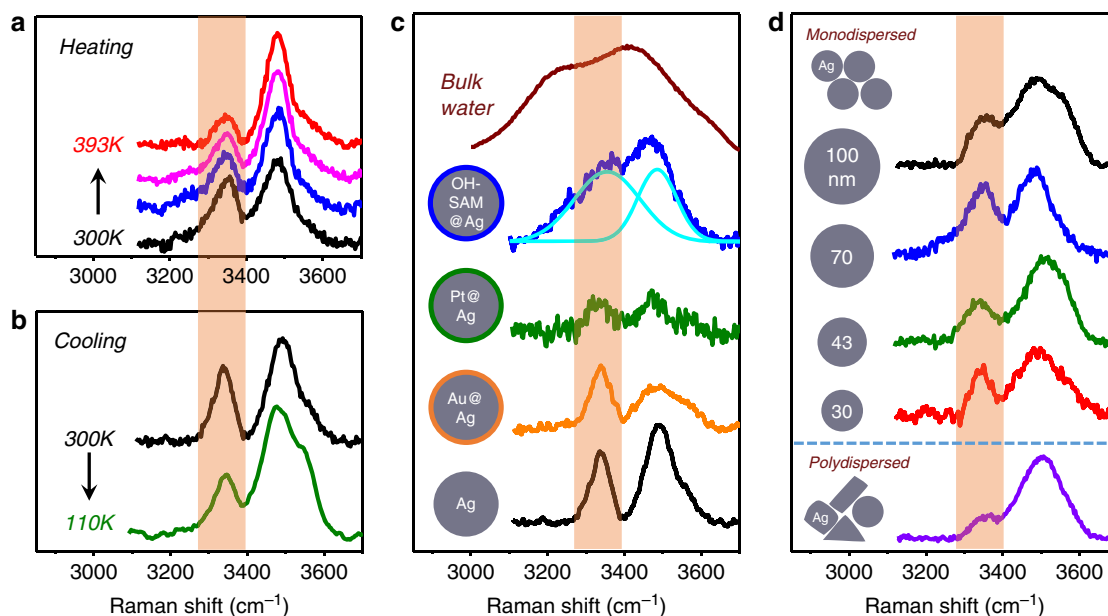 a
Heating
393K
300K
3000
3200
3400
3600
b
Cooling
300K
110K
3000
3200
3400
3600
Raman shift (cm⁻¹)
c
Bulk
water
OH-
SAM
@Ag
Pt@
Ag
Au@
Ag
Ag
3000
3200
3400
3600
Raman shift (cm⁻¹)
d
Monodispersed
Ag
100
nm
70
43
30
Polydispersed
Ag
3000
3200
3400
3600
Raman shift (cm⁻¹)